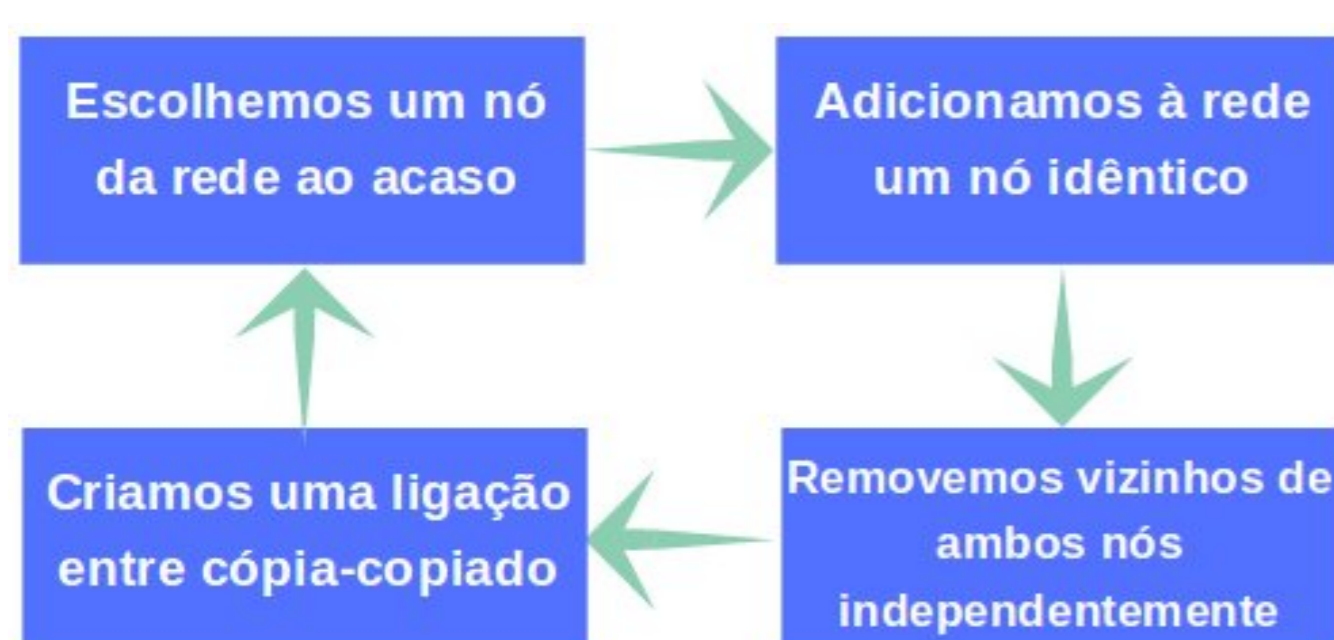 Escolhemos um nó
da rede ao acaso
Adicionamos à rede
um nó idêntico
Removemos vizinhos de
ambos nós
independentemente
Criamos uma ligação
entre cópia-copiado